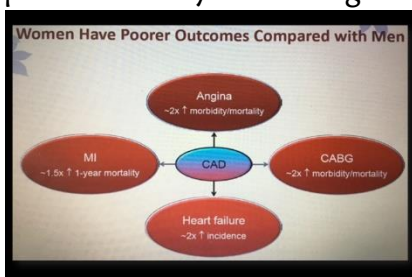 Women Have Poorer Outcomes Compared with Men
Angina
~2x ↑ morbidity/mortality
MI
~1.5x ↑ 1-year mortality
CAD
CABG
~2x ↑ morbidity/mortality
Heart failure
~2x ↑ incidence